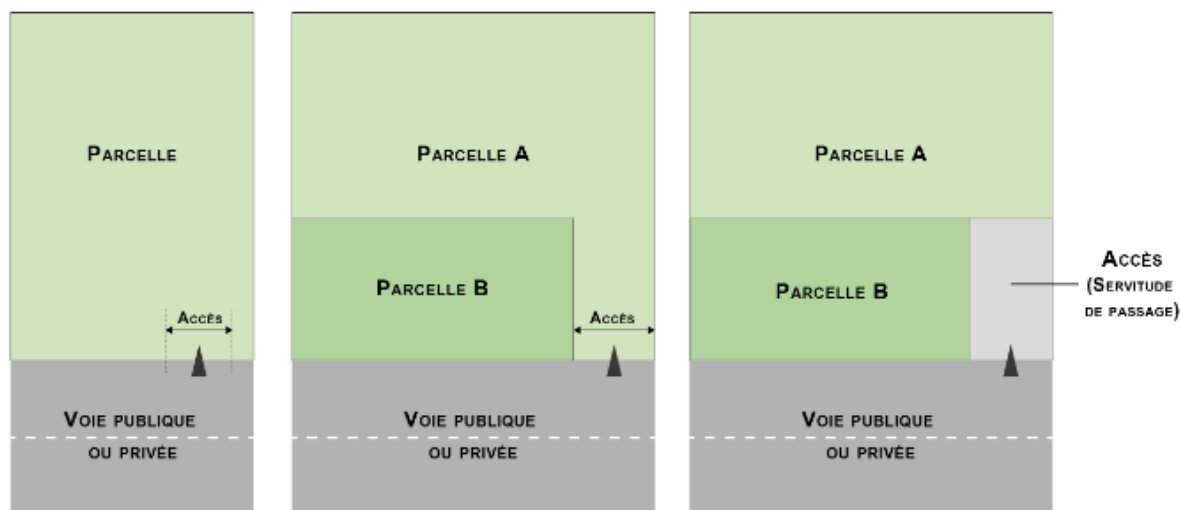 PARCELLE
ACCÈS
VOIE PUBLIQUE
OU PRIVÉE
PARCELLE A
PARCELLE B
ACCÈS
VOIE PUBLIQUE
OU PRIVÉE
PARCELLE A
PARCELLE B
ACCÈS
(SERVITUDE
DE PASSAGE)
VOIE PUBLIQUE
OU PRIVÉE